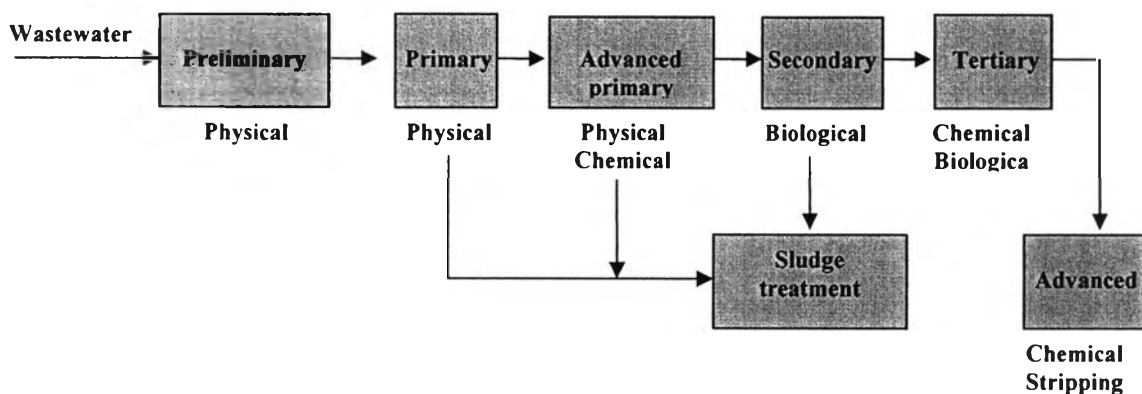 Wastewater
Preliminary
Primary
Advanced
primary
Secondary
Tertiary
Physical
Physical
Physical
Chemical
Biological
Chemical
Biologica
Sludge
treatment
Advanced
Chemical
Stripping